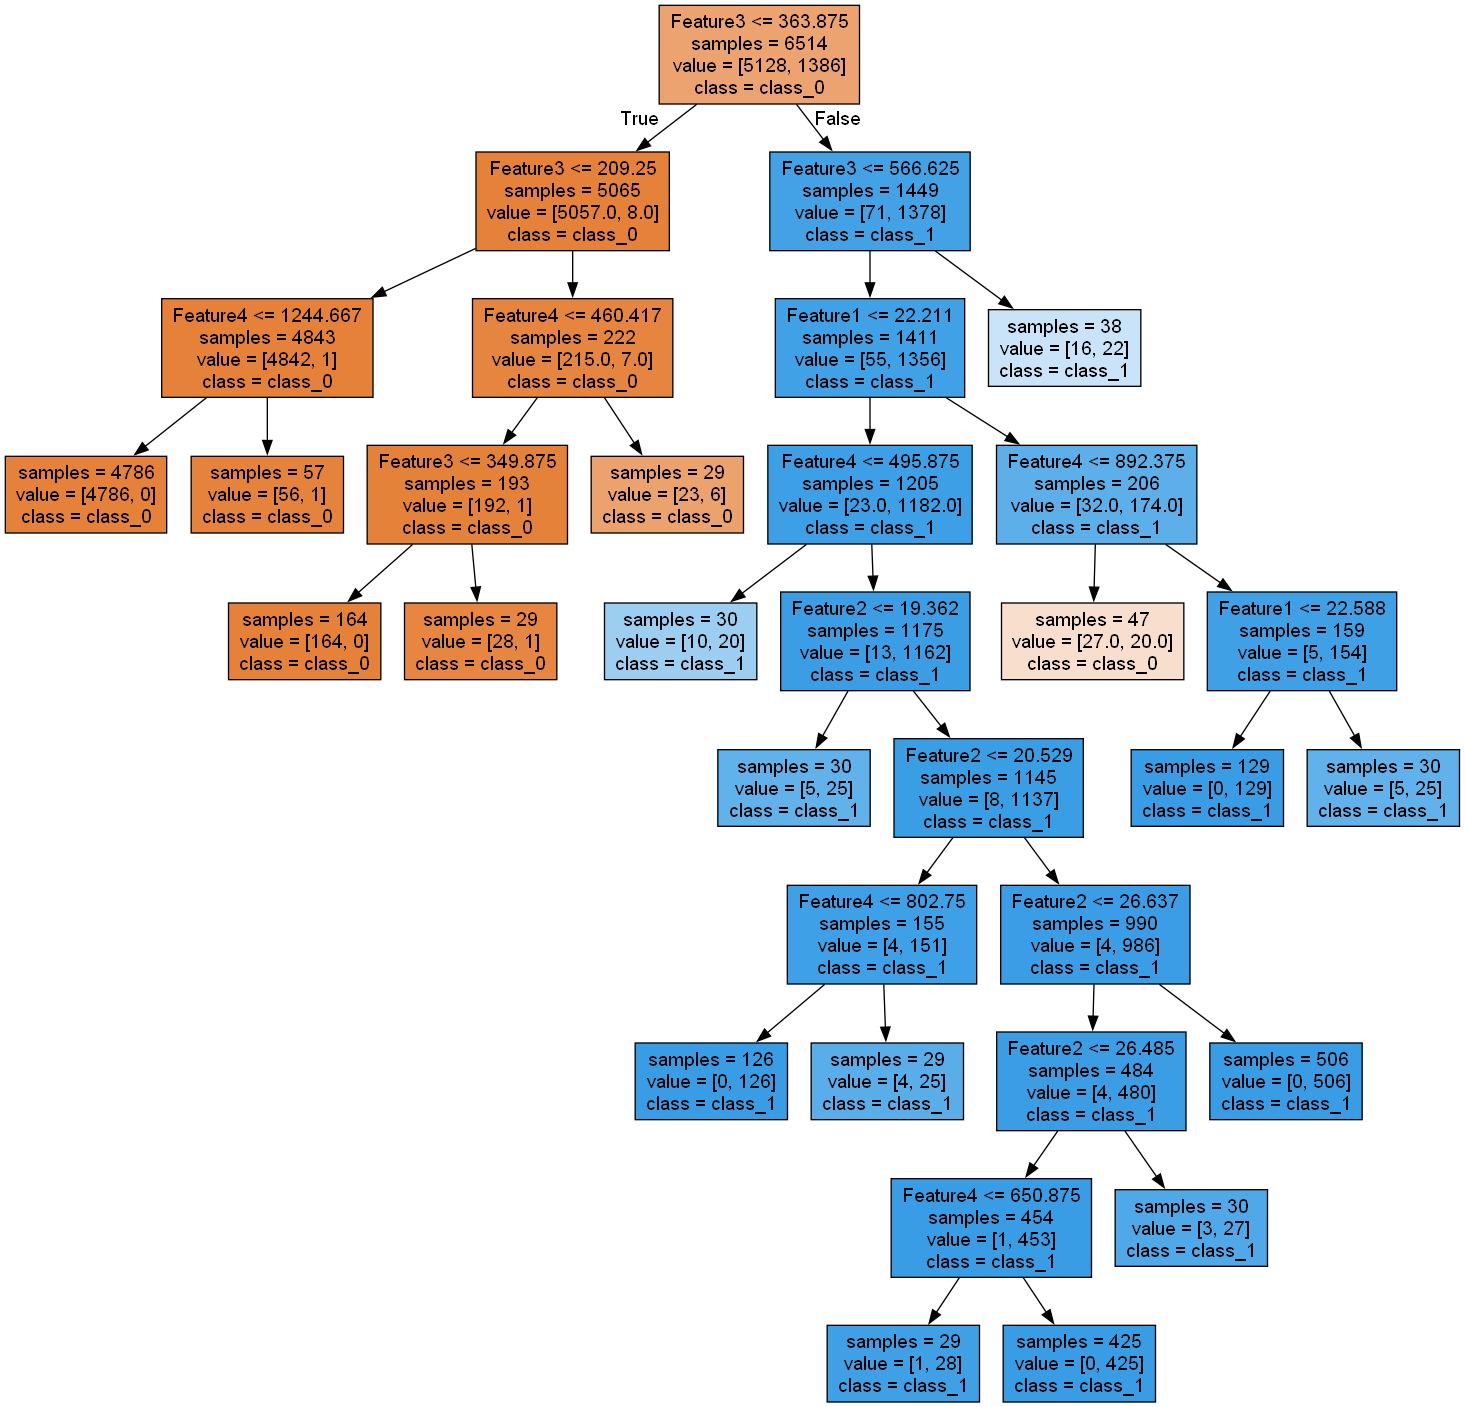 Feature3 <= 363.875
samples = 6514
value = [5128, 1386]
class = class_0
True
False
Feature3 <= 209.25
samples = 5065
value = [5057.0, 8.0]
class = class_0
Feature3 <= 566.625
samples = 1449
value = [71, 1378]
class = class_1
Feature4 <= 1244.667
samples = 4843
value = [4842, 1]
class = class_0
Feature4 <= 460.417
samples = 222
value = [215.0, 7.0]
class = class_0
Feature1 <= 22.211
samples = 1411
value = [55, 1356]
class = class_1
samples = 38
value = [16, 22]
class = class_1
samples = 4786
value = [4786, 0]
class = class_0
samples = 57
value = [56, 1]
class = class_0
Feature3 <= 349.875
samples = 193
value = [192, 1]
class = class_0
samples = 29
value = [23, 6]
class = class_0
Feature4 <= 495.875
samples = 1205
value = [23.0, 1182.0]
class = class_1
Feature4 <= 892.375
samples = 206
value = [32.0, 174.0]
class = class_1
samples = 164
value = [164, 0]
class = class_0
samples = 29
value = [28, 1]
class = class_0
samples = 30
value = [10, 20]
class = class_1
Feature2 <= 19.362
samples = 1175
value = [13, 1162]
class = class_1
samples = 47
value = [27.0, 20.0]
class = class_0
Feature1 <= 22.588
samples = 159
value = [5, 154]
class = class_1
samples = 30
value = [5, 25]
class = class_1
Feature2 <= 20.529
samples = 1145
value = [8, 1137]
class = class_1
samples = 129
value = [0, 129]
class = class_1
samples = 30
value = [5, 25]
class = class_1
Feature4 <= 802.75
samples = 155
value = [4, 151]
class = class_1
Feature2 <= 26.637
samples = 990
value = [4, 986]
class = class_1
samples = 126
value = [0, 126]
class = class_1
samples = 29
value = [4, 25]
class = class_1
Feature2 <= 26.485
samples = 484
value = [4, 480]
class = class_1
samples = 506
value = [0, 506]
class = class_1
Feature4 <= 650.875
samples = 454
value = [1, 453]
class = class_1
samples = 30
value = [3, 27]
class = class_1
samples = 29
value = [1, 28]
class = class_1
samples = 425
value = [0, 425]
class = class_1